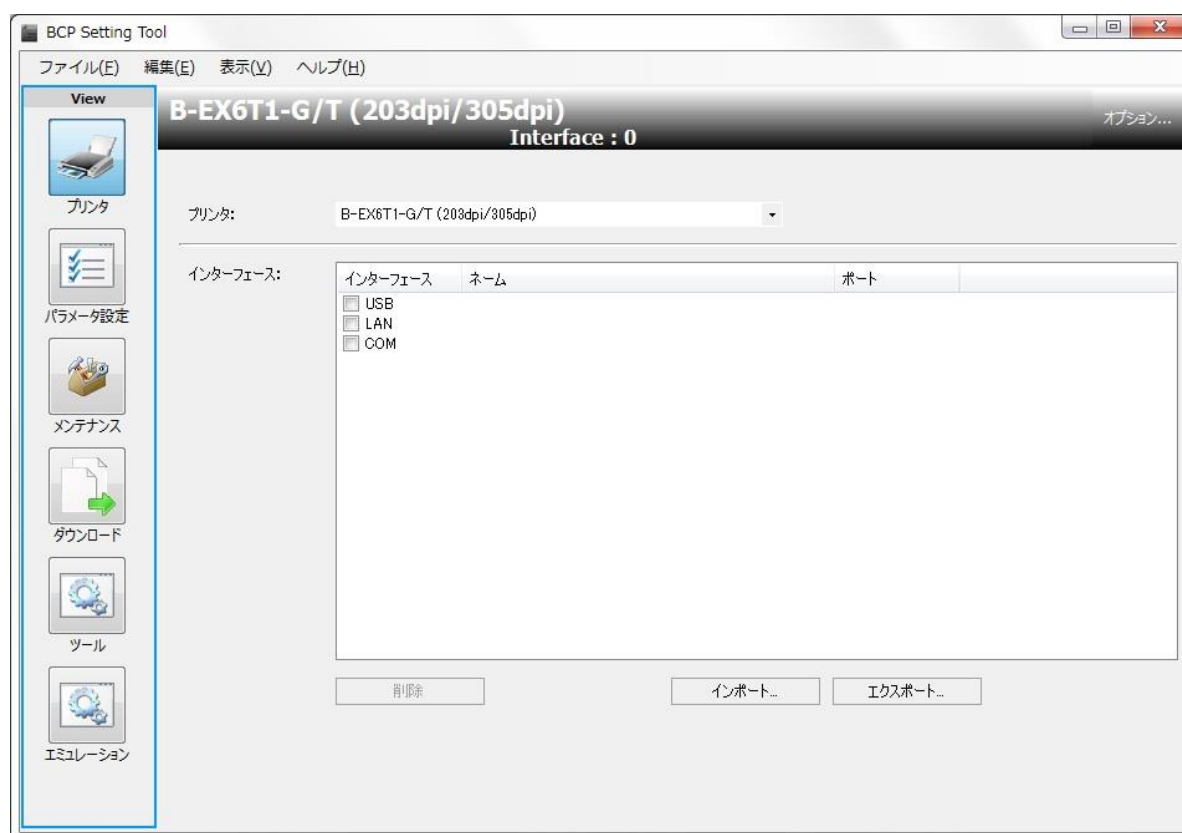 BCP Setting Tool
ファイル(F) 編集(E) 表示(V) ヘルプ(H)
View
B-EX6T1-G/T (203dpi/305dpi)
Interface : 0
オプション...
プリンタ
パラメータ設定
メンテナンス
ダウンロード
ツール
エミュレーション
プリンタ: B-EX6T1-G/T (203dpi/305dpi)
インターフェース:
インターフェース ネーム ポート
USB
LAN
COM
削除 インポート... エクスポート...